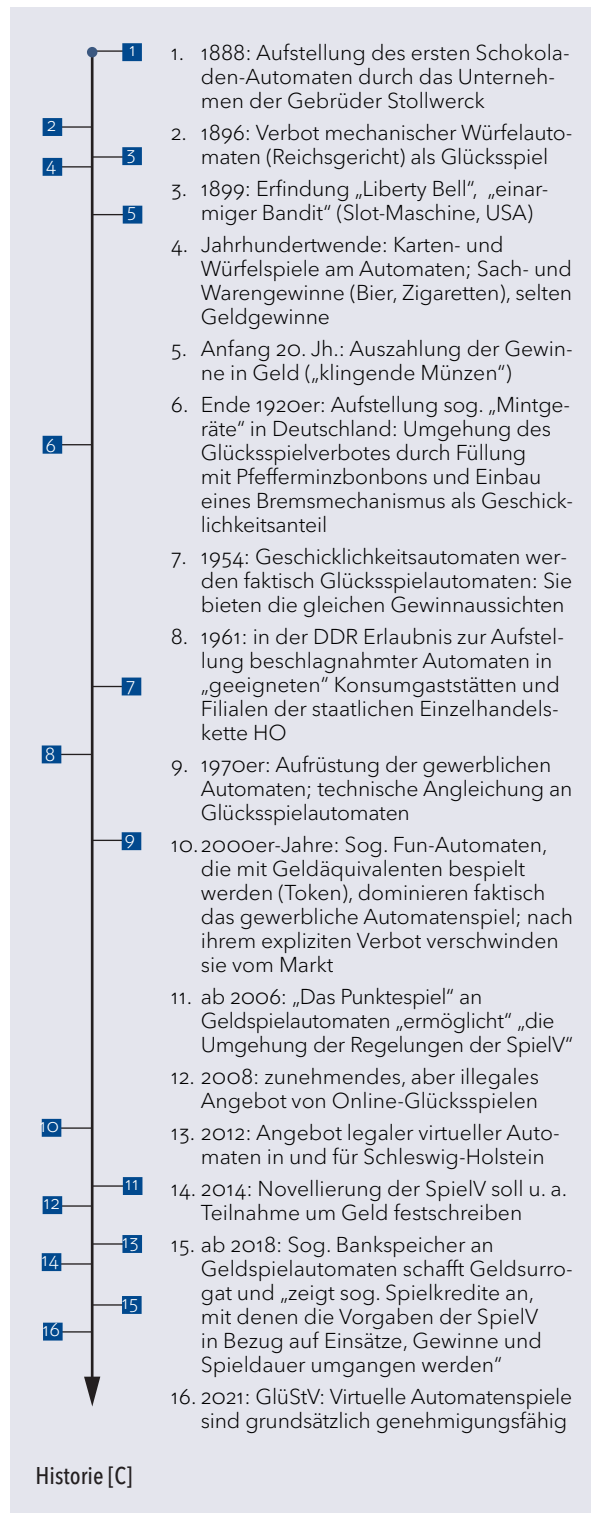 1
1. 1888: Aufstellung des ersten Schokola-
den-Automaten durch das Unterneh-
men der Gebrüder Stollwerck
2
2. 1896: Verbot mechanischer Würfelauto-
maten (Reichsgericht) als Glücksspiel
3
4
3. 1899: Erfindung „Liberty Bell“, „einar-
miger Bandit“ (Slot-Maschine, USA)
5
4. Jahrhundertwende: Karten- und
Würfelspiele am Automaten; Sach- und
Warengewinne (Bier, Zigaretten), selten
Geldgewinne
5. Anfang 20. Jh.: Auszahlung der Gewin-
ne in Geld („klingende Münzen“)
6
6. Ende 1920er: Aufstellung sog. „Mintge-
räte“ in Deutschland: Umgehung des
Glücksspielverbotes durch Füllung
mit Pfefferminzbonbons und Einbau
eines Bremsmechanismus als Geschick-
lichkeitsanteil
7. 1954: Geschicklichkeitsautomaten wer-
den faktisch Glücksspielautomaten: Sie
bieten die gleichen Gewinnaussichten
7
8. 1961: in der DDR Erlaubnis zur Aufstel-
lung beschlagnahmter Automaten in
„geeigneten“ Konsumgaststätten und
Filialen der staatlichen Einzelhandels-
kette HO
8
9. 1970er: Aufrüstung der gewerblichen
Automaten; technische Angleichung an
Glücksspielautomaten
9
10. 2000er-Jahre: Sog. Fun-Automaten,
die mit Geldäquivalenten bespielt
werden (Token), dominieren faktisch
das gewerbliche Automatenspiel; nach
ihrem expliziten Verbot verschwinden
sie vom Markt
11. ab 2006: „Das Punktespiel“ an
Geldspielautomaten „ermöglicht“ „die
Umgehung der Regelungen der SpielV“
12. 2008: zunehmendes, aber illegales
Angebot von Online-Glücksspielen
10
13. 2012: Angebot legaler virtueller Auto-
maten in und für Schleswig-Holstein
11
12
14. 2014: Novellierung der SpielV soll u. a.
Teilnahme um Geld festschreiben
13
14
15
16
15. ab 2018: Sog. Bankspeicher an
Geldspielautomaten schafft Geldsurro-
gat und „zeigt sog. Spielkredite an,
mit denen die Vorgaben der SpielV
in Bezug auf Einsätze, Gewinne und
Spieldauer umgangen werden“
16. 2021: GlüStV: Virtuelle Automatenspiele
sind grundsätzlich genehmigungsfähig
Historie [C]